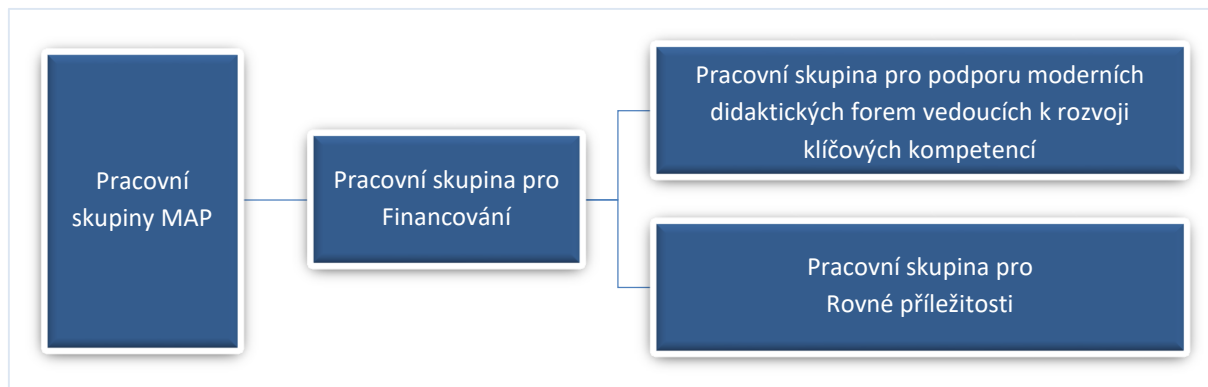 Pracovní
skupiny MAP
Pracovní skupina pro
Financování
Pracovní skupina pro podporu moderních
didaktických forem vedoucích k rozvoji
klíčových kompetencí
Pracovní skupina pro
Rovné příležitosti